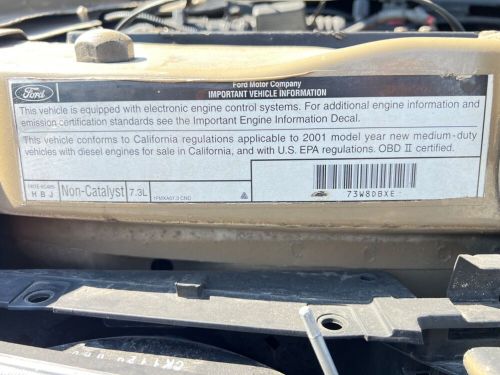 Ford
Ford Motor Company
IMPORTANT VEHICLE INFORMATION
This vehicle is equipped with electronic engine control systems. For additional engine information and
emission certification standards see the Important Engine Information Decal.
This vehicle conforms to California regulations applicable to 2001 model year new medium-duty
vehicles with diesel engines for sale in California, and with U.S. EPA regulations. OBD II certified.
HBJ
Non-Catalyst
7.3L
73W8DBXE